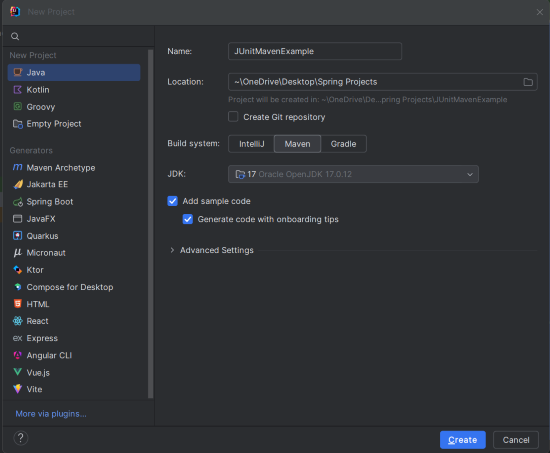 New Project
New Project
Java
Kotlin
Groovy
Empty Project
Generators
Maven Archetype
Jakarta EE
Spring Boot
JavaFX
Quarkus
Micronaut
Ktor
Compose for Desktop
HTML
React
Express
Angular CLI
Vue.js
Vite
More via plugins...
Name: JUnitMavenExample
Location: ~\OneDrive\Desktop\Spring Projects
Project will be created in: ~\OneDrive\De...pring Projects\JUnitMavenExample
Create Git repository
Build system: IntelliJ Maven Gradle
JDK: 17 Oracle OpenJDK 17.0.12
Add sample code
Generate code with onboarding tips
Advanced Settings
? Create Cancel